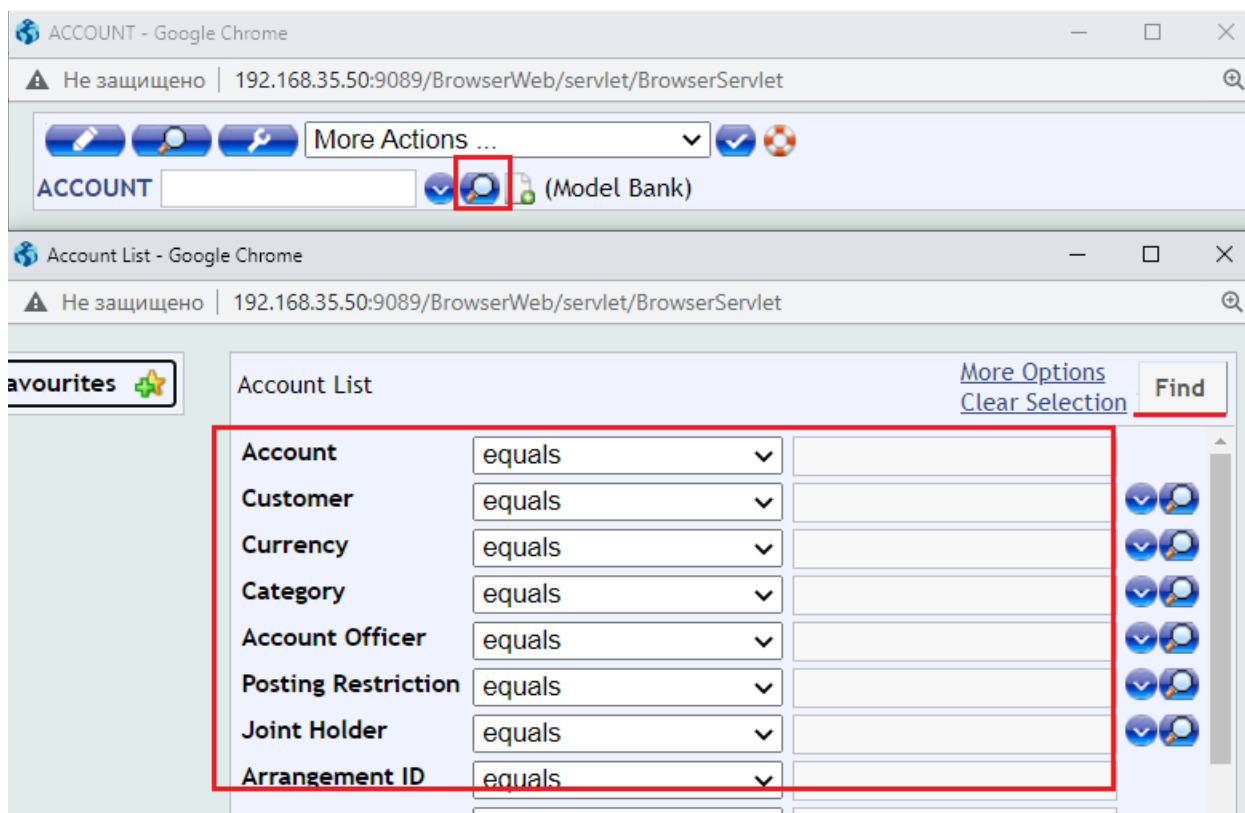 ACCOUNT - Google Chrome
Не защищено | 192.168.35.50:9089/BrowserWeb/servlet/BrowserServlet
More Actions ...
ACCOUNT (Model Bank)
Account List - Google Chrome
Не защищено | 192.168.35.50:9089/BrowserWeb/servlet/BrowserServlet
avourites
Account List
More Options
Clear Selection
Find
Account equals
Customer equals
Currency equals
Category equals
Account Officer equals
Posting Restriction equals
Joint Holder equals
Arrangement ID equals